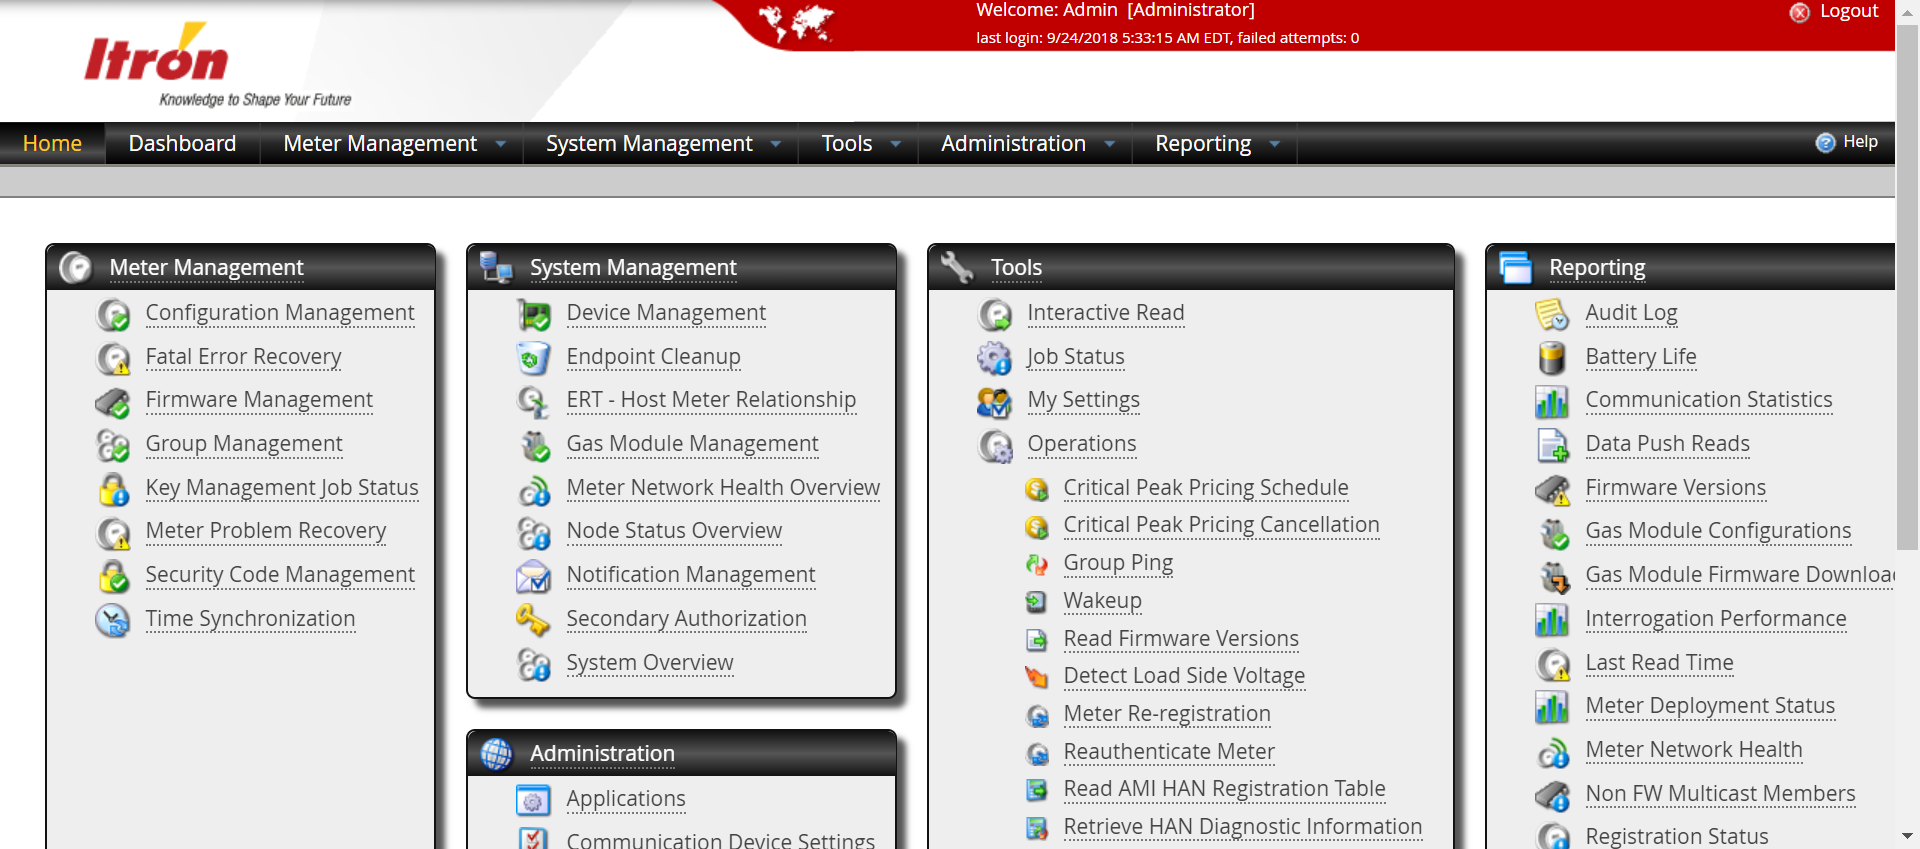 Welcome: Admin [Administrator]
Logout
last login: 9/24/2018 5:33:15 AM EDT, failed attempts: 0
Itrón
Knowledge to Shape Your Future
Home
Dashboard
Meter Management
System Management
Tools
Administration
Reporting
Help
Meter Management
Configuration Management
Fatal Error Recovery
Firmware Management
Group Management
Key Management Job Status
Meter Problem Recovery
Security Code Management
Time Synchronization
System Management
Device Management
Endpoint Cleanup
ERT - Host Meter Relationship
Gas Module Management
Meter Network Health Overview
Node Status Overview
Notification Management
Secondary Authorization
System Overview
Administration
Applications
Communication Device Settings
Tools
Interactive Read
Job Status
My Settings
Operations
Critical Peak Pricing Schedule
Critical Peak Pricing Cancellation
Group Ping
Wakeup
Read Firmware Versions
Detect Load Side Voltage
Meter Re-registration
Reauthenticate Meter
Read AMI HAN Registration Table
Retrieve HAN Diagnostic Information
Reporting
Audit Log
Battery Life
Communication Statistics
Data Push Reads
Firmware Versions
Gas Module Configurations
Gas Module Firmware Downloa
Interrogation Performance
Last Read Time
Meter Deployment Status
Meter Network Health
Non FW Multicast Members
Registration Status